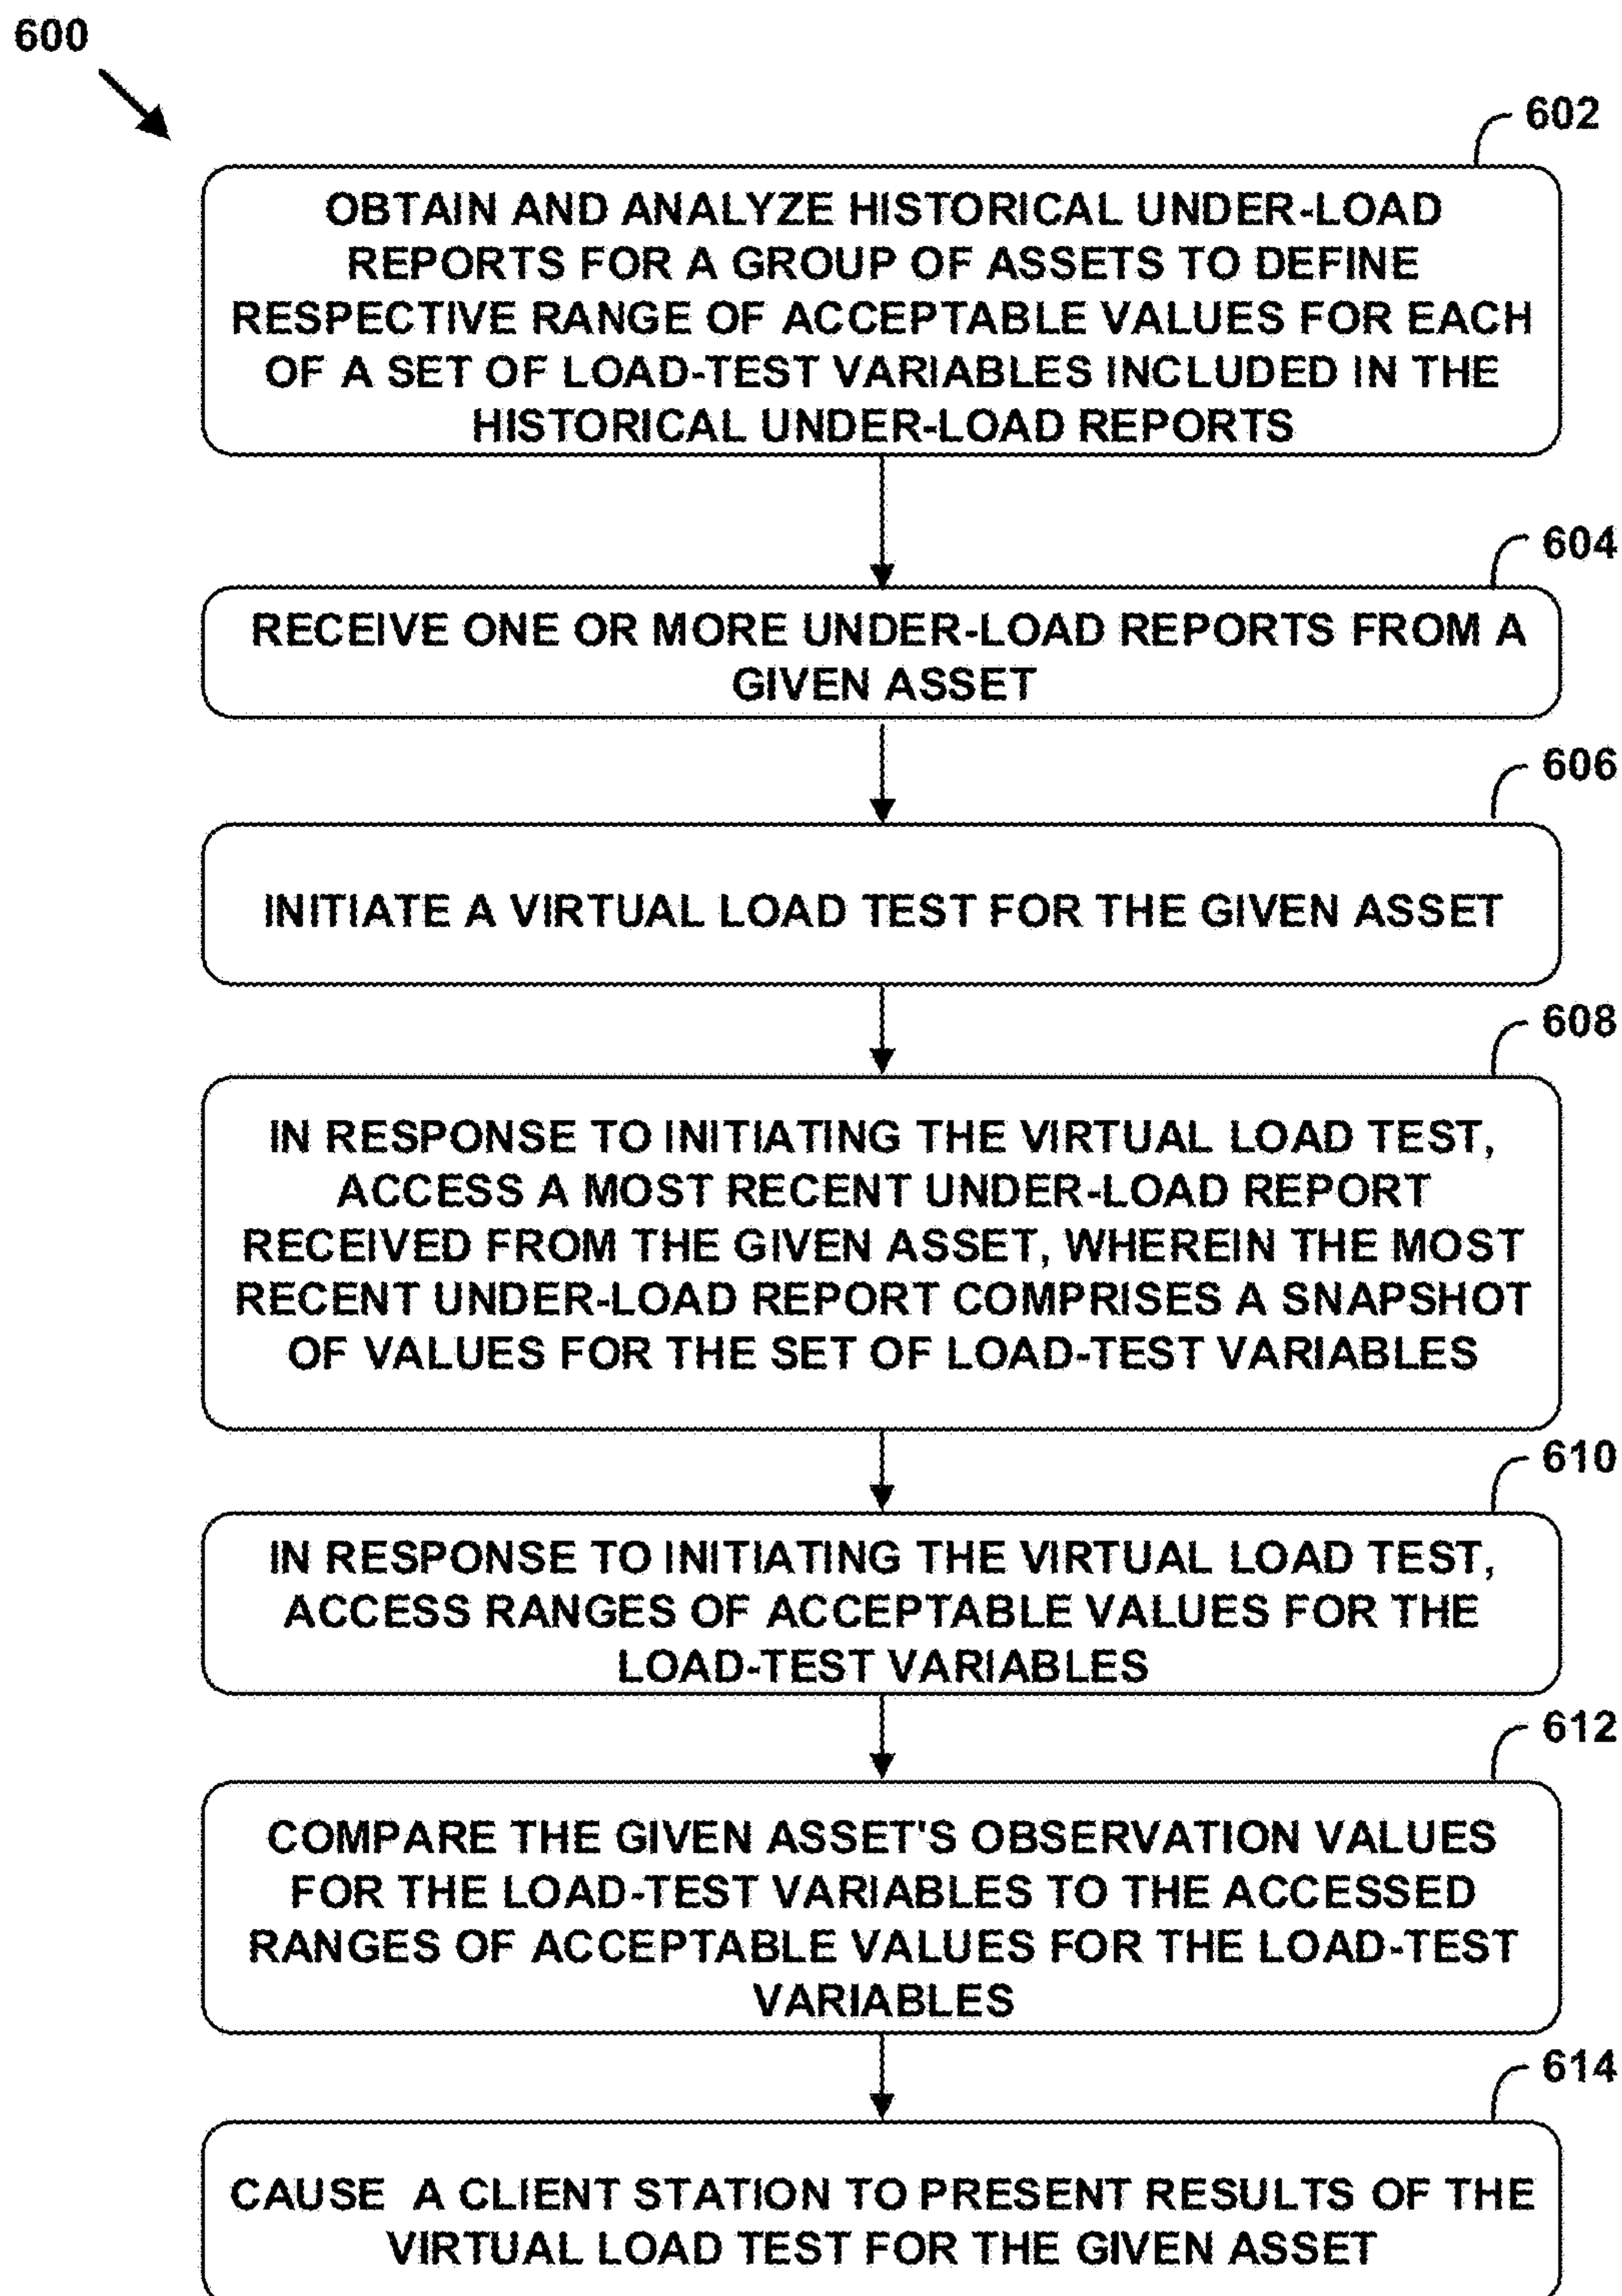 600
602
OBTAIN AND ANALYZE HISTORICAL UNDER-LOAD
REPORTS FOR A GROUP OF ASSETS TO DEFINE
RESPECTIVE RANGE OF ACCEPTABLE VALUES FOR EACH
OF A SET OF LOAD-TEST VARIABLES INCLUDED IN THE
HISTORICAL UNDER-LOAD REPORTS
604
RECEIVE ONE OR MORE UNDER-LOAD REPORTS FROM A
GIVEN ASSET
606
INITIATE A VIRTUAL LOAD TEST FOR THE GIVEN ASSET
608
IN RESPONSE TO INITIATING THE VIRTUAL LOAD TEST,
ACCESS A MOST RECENT UNDER-LOAD REPORT
RECEIVED FROM THE GIVEN ASSET, WHEREIN THE MOST
RECENT UNDER-LOAD REPORT COMPRISES A SNAPSHOT
OF VALUES FOR THE SET OF LOAD-TEST VARIABLES
610
IN RESPONSE TO INITIATING THE VIRTUAL LOAD TEST,
ACCESS RANGES OF ACCEPTABLE VALUES FOR THE
LOAD-TEST VARIABLES
612
COMPARE THE GIVEN ASSET'S OBSERVATION VALUES
FOR THE LOAD-TEST VARIABLES TO THE ACCESSED
RANGES OF ACCEPTABLE VALUES FOR THE LOAD-TEST
VARIABLES
614
CAUSE A CLIENT STATION TO PRESENT RESULTS OF THE
VIRTUAL LOAD TEST FOR THE GIVEN ASSET